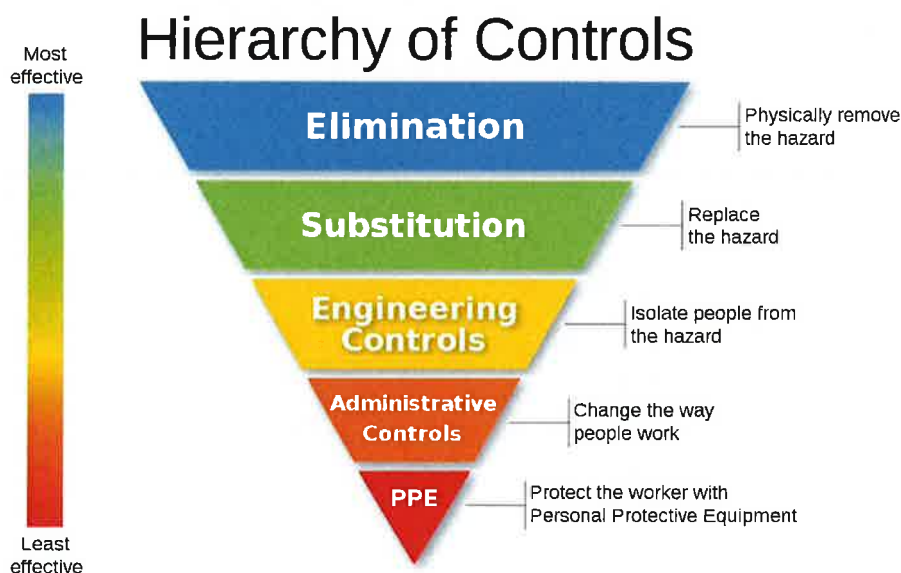 Hierarchy of Controls
Most
effective
Elimination
Physically remove
the hazard
Substitution
Replace
the hazard
Engineering
Controls
Isolate people from
the hazard
Administrative
Controls
Change the way
people work
PPE
Protect the worker with
Personal Protective Equipment
Least
effective